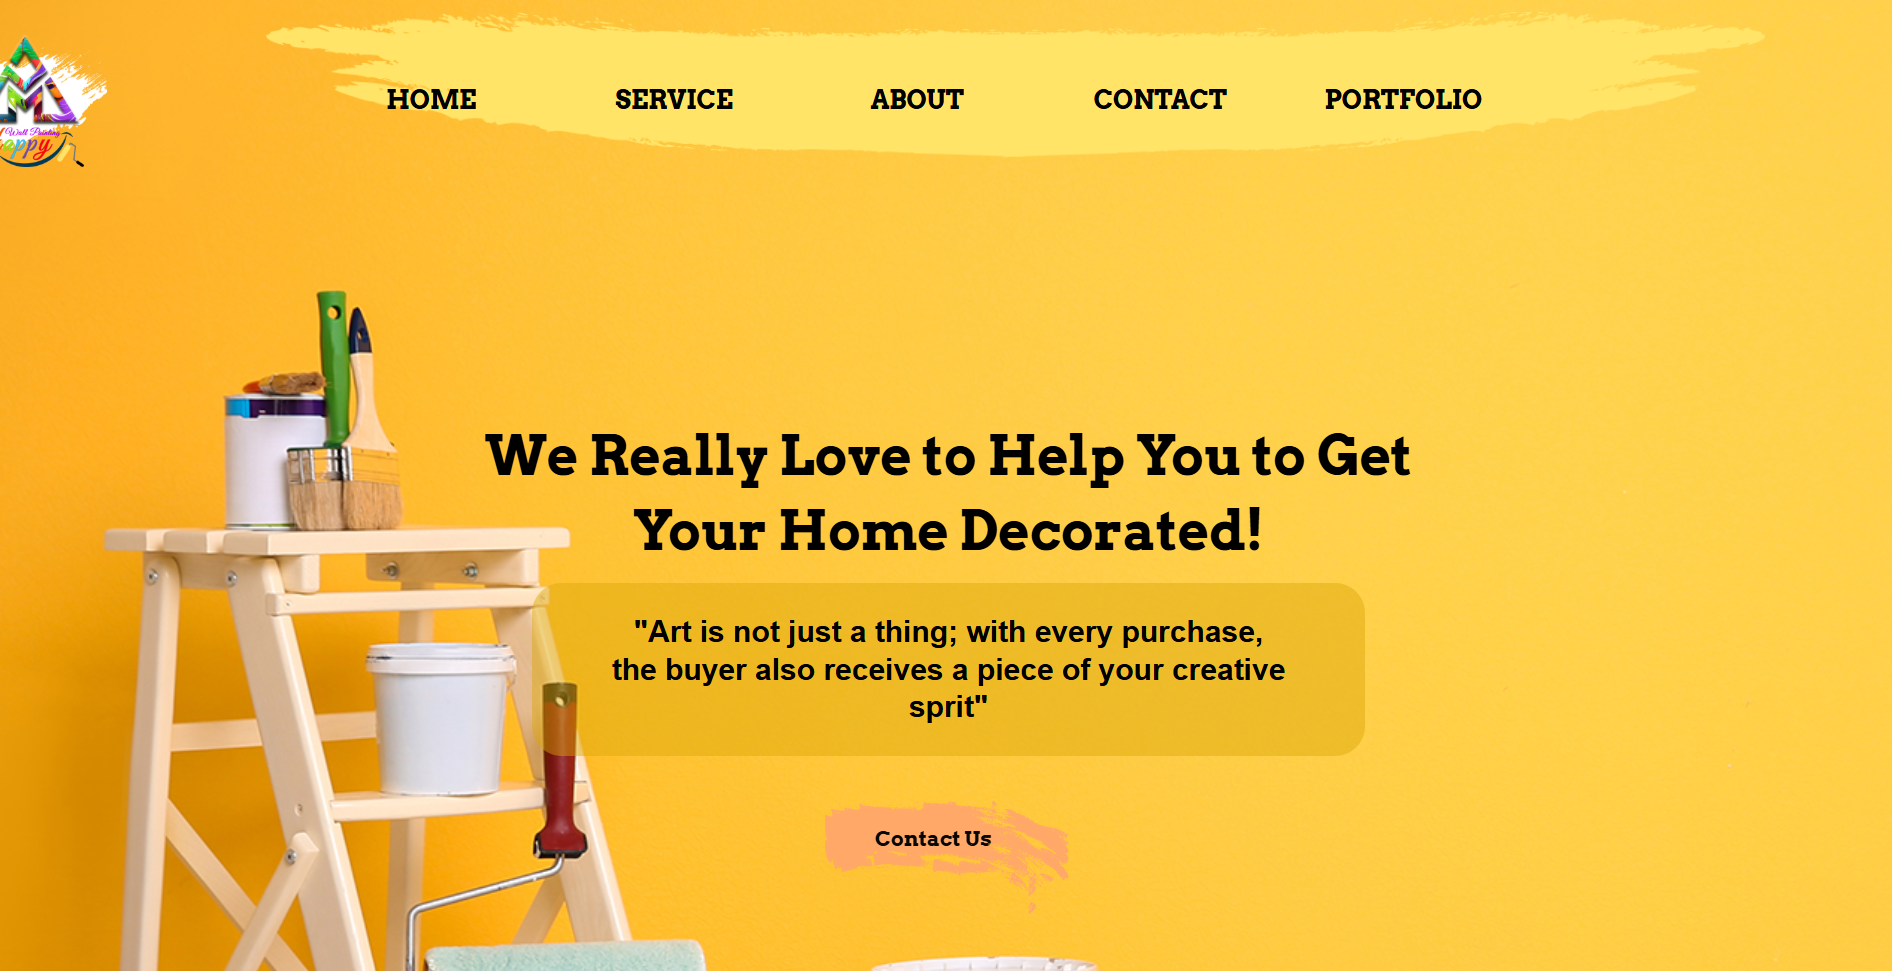 Wall Painting
appy
HOME SERVICE ABOUT CONTACT PORTFOLIO
We Really Love to Help You to Get
Your Home Decorated!
"Art is not just a thing; with every purchase,
the buyer also receives a piece of your creative
sprit"
Contact Us